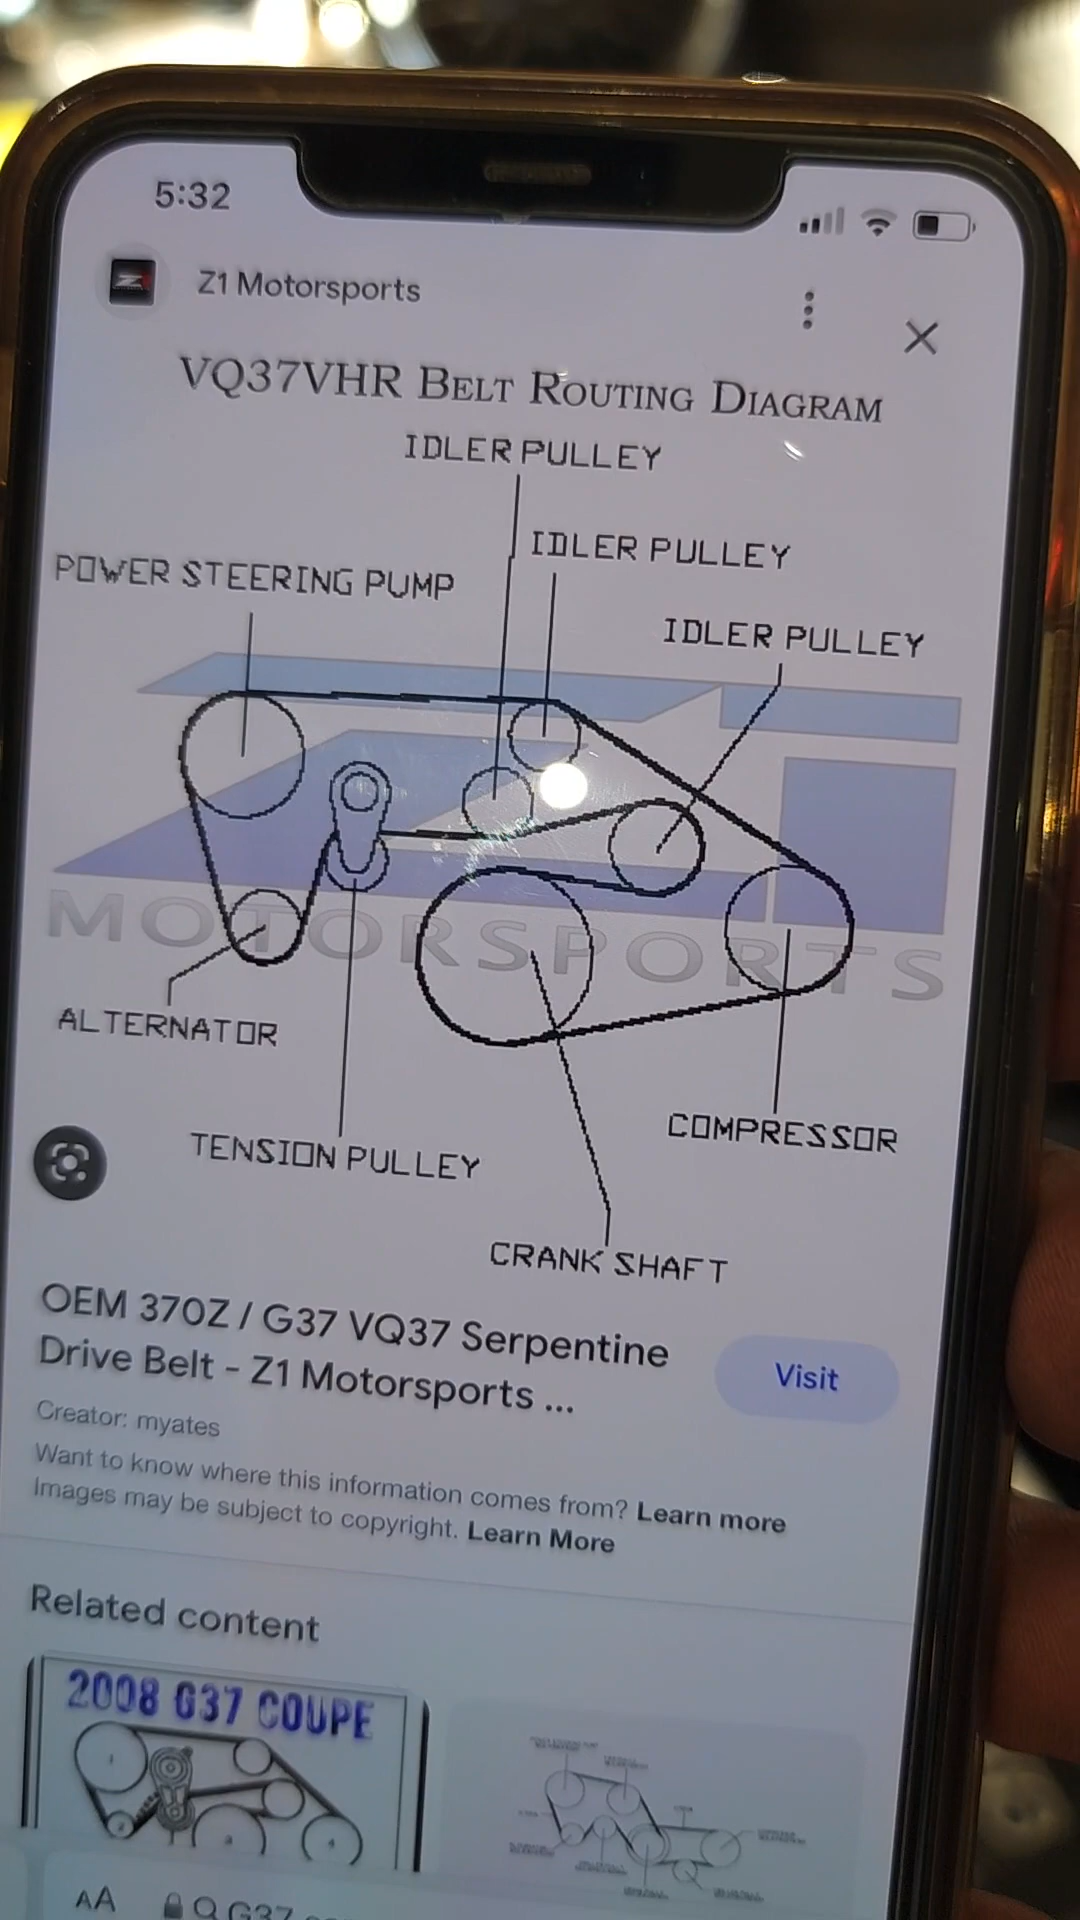 5:32
Z1 Motorsports
VQ37VHR BELT ROUTING DIAGRAM
IDLER PULLEY
IDLER PULLEY
POWER STEERING PUMP
IDLER PULLEY
MOTORSPORTS
ALTERNATOR
COMPRESSOR
TENSION PULLEY
CRANK SHAFT
OEM 370Z / G37 VQ37 Serpentine
Drive Belt - Z1 Motorsports ...
Visit
Creator: myates
Want to know where this information comes from? Learn more
Images may be subject to copyright. Learn More
Related content
2008 G37 COUPE
AA
G37